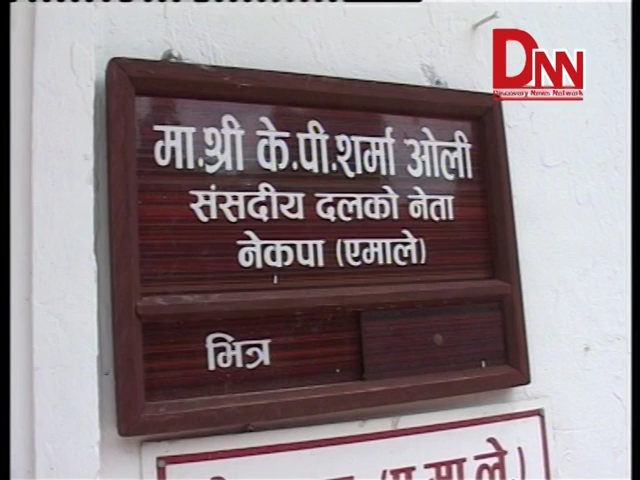 DNN
Discovery News Network
मा.श्री के.पी.शर्मा ओली
संसदीय दलको नेता
नेकपा (एमाले)
भित्र
(ए.मा.ले.)